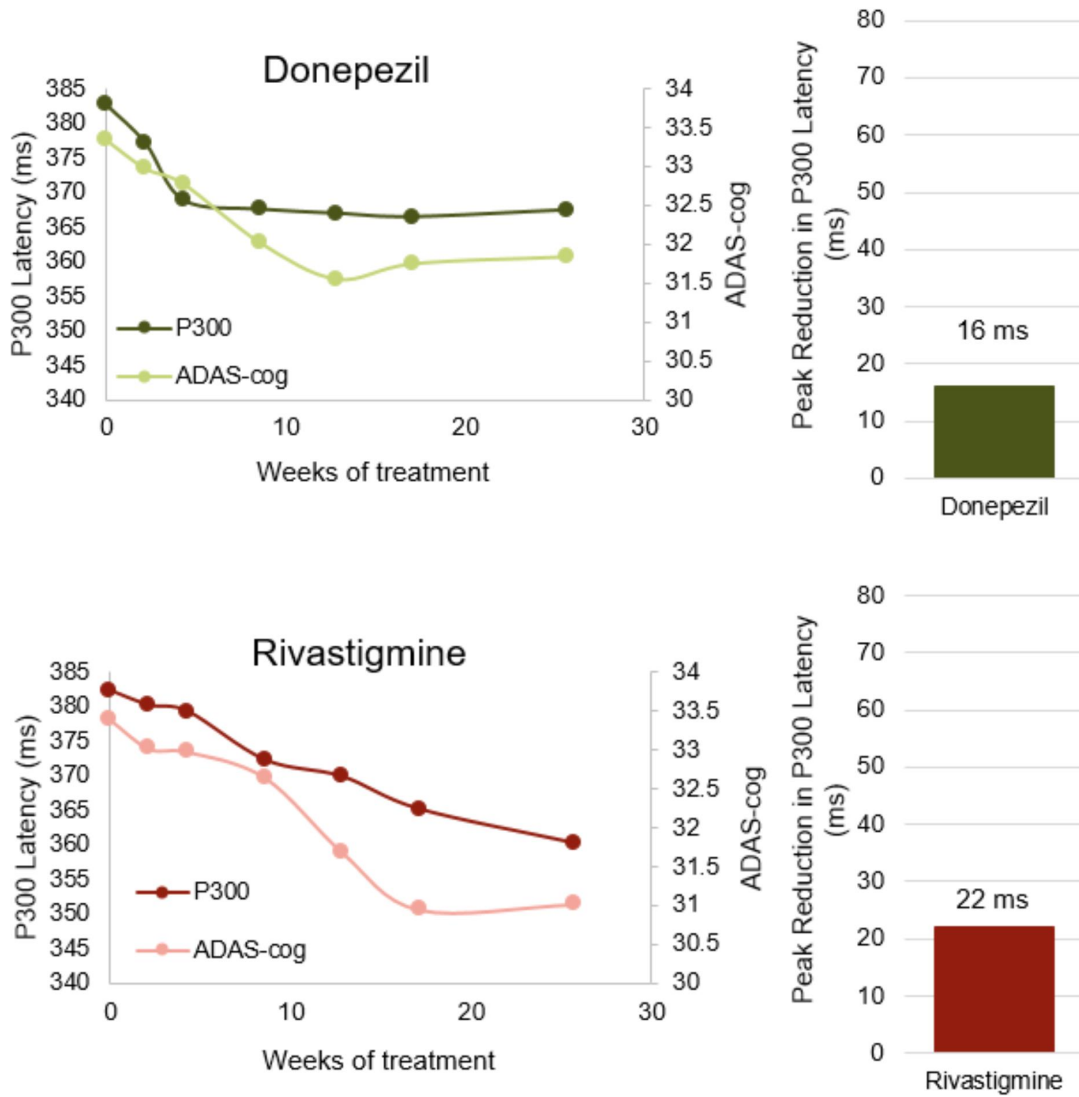 Donepezil
P300 Latency (ms)
385
380
375
370
365
360
355
350
345
340
34
33.5
33
32.5
32
31.5
31
30.5
30
ADAS-cog
P300
ADAS-cog
0 10 20 30
Weeks of treatment
Peak Reduction in P300 Latency
(ms)
80
70
60
50
40
30
20
10
0
16 ms
Donepezil
Rivastigmine
P300 Latency (ms)
385
380
375
370
365
360
355
350
345
340
34
33.5
33
32.5
32
31.5
31
30.5
30
ADAS-cog
P300
ADAS-cog
0 10 20 30
Weeks of treatment
Peak Reduction in P300 Latency
(ms)
80
70
60
50
40
30
20
10
0
22 ms
Rivastigmine